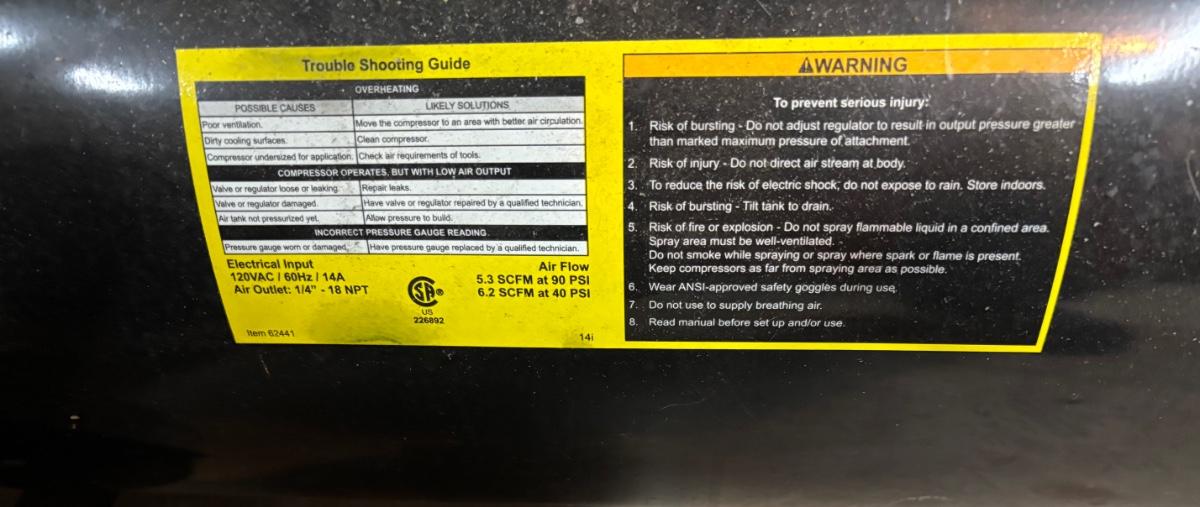 Trouble Shooting Guide
OVERHEATING
POSSIBLE CAUSES LIKELY SOLUTIONS
Poor ventilation. Move the compressor to an area with better air circulation.
Dirty cooling surfaces. Clean compressor.
Compressor undersized for application. Check air requirements of tools.
COMPRESSOR OPERATES, BUT WITH LOW AIR OUTPUT
Valve or regulator loose or leaking. Repair leaks.
Valve or regulator damaged. Have valve or regulator repaired by a qualified technician.
Air tank not pressurized yet. Allow pressure to build.
INCORRECT PRESSURE GAUGE READING
Pressure gauge worn or damaged. Have pressure gauge replaced by a qualified technician.
Electrical Input
120VAC / 60Hz / 14A
Air Outlet: 1/4" - 18 NPT
SA®
US
226892
Air Flow
5.3 SCFM at 90 PSI
6.2 SCFM at 40 PSI
Item 62441
14i
⚠WARNING
To prevent serious injury:
1. Risk of bursting - Do not adjust regulator to result in output pressure greater
than marked maximum pressure of attachment.
2. Risk of injury - Do not direct air stream at body.
3. To reduce the risk of electric shock, do not expose to rain. Store indoors.
4. Risk of bursting - Tilt tank to drain.
5. Risk of fire or explosion - Do not spray flammable liquid in a confined area.
Spray area must be well-ventilated.
Do not smoke while spraying or spray where spark or flame is present.
Keep compressors as far from spraying area as possible.
6. Wear ANSI-approved safety goggles during use.
7. Do not use to supply breathing air.
8. Read manual before set up and/or use.